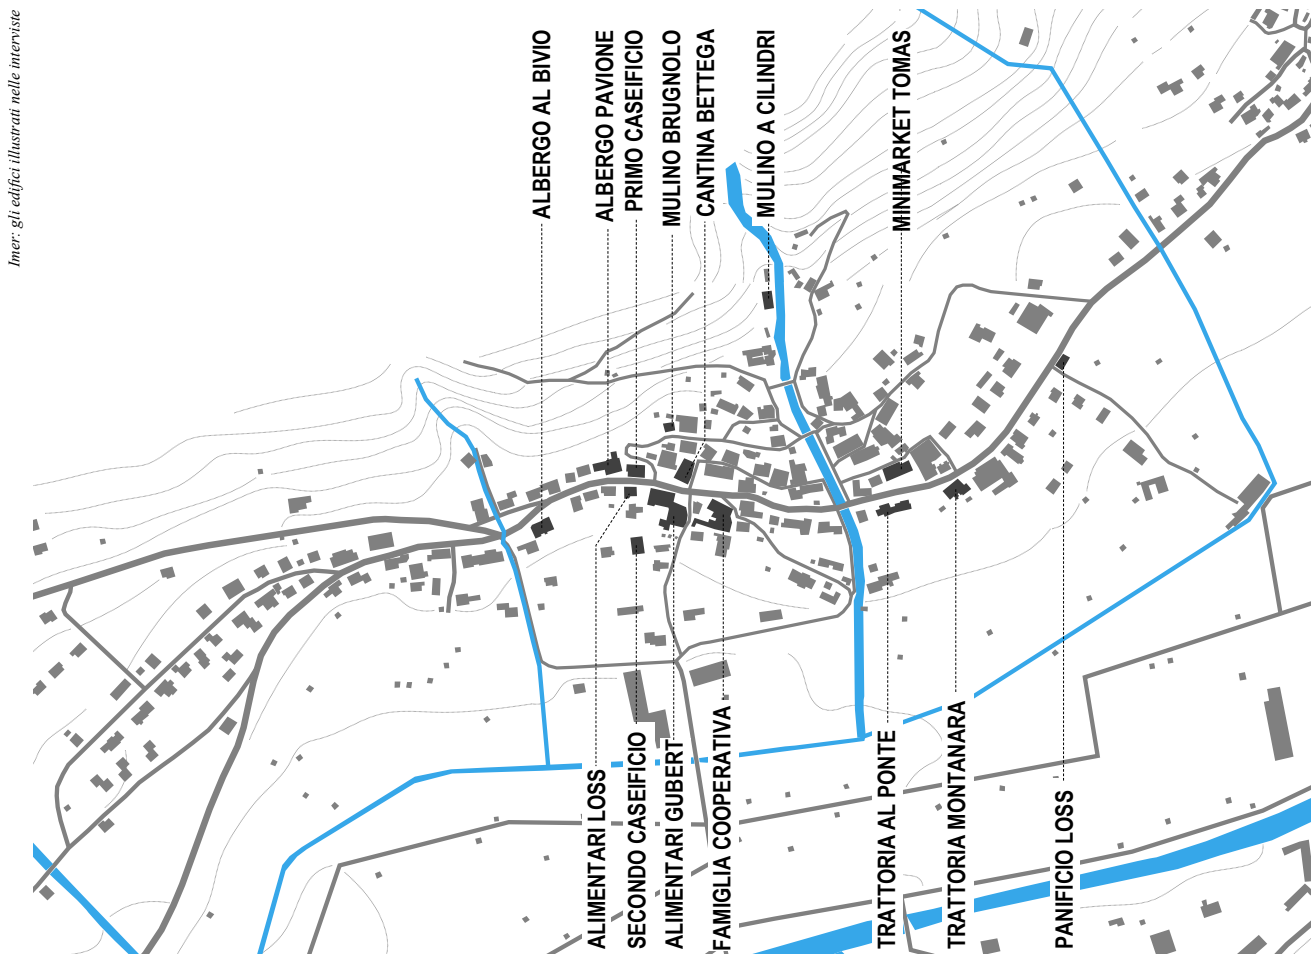 Imer: gli edifici illustrati nelle interviste
ALBERGO AL BIVIO
ALBERGO PAVIONE
PRIMO CASEIFICIO
MULINO BRUGNOLO
CANTINA BETTEGA
MULINO A CILINDRI
MINIMARKET TOMAS
ALIMENTARI LOSS
SECONDO CASEIFICIO
ALIMENTARI GUBERT
FAMIGLIA COOPERATIVA
TRATTORIA AL PONTE
TRATTORIA MONTANARA
PANIFICIO LOSS